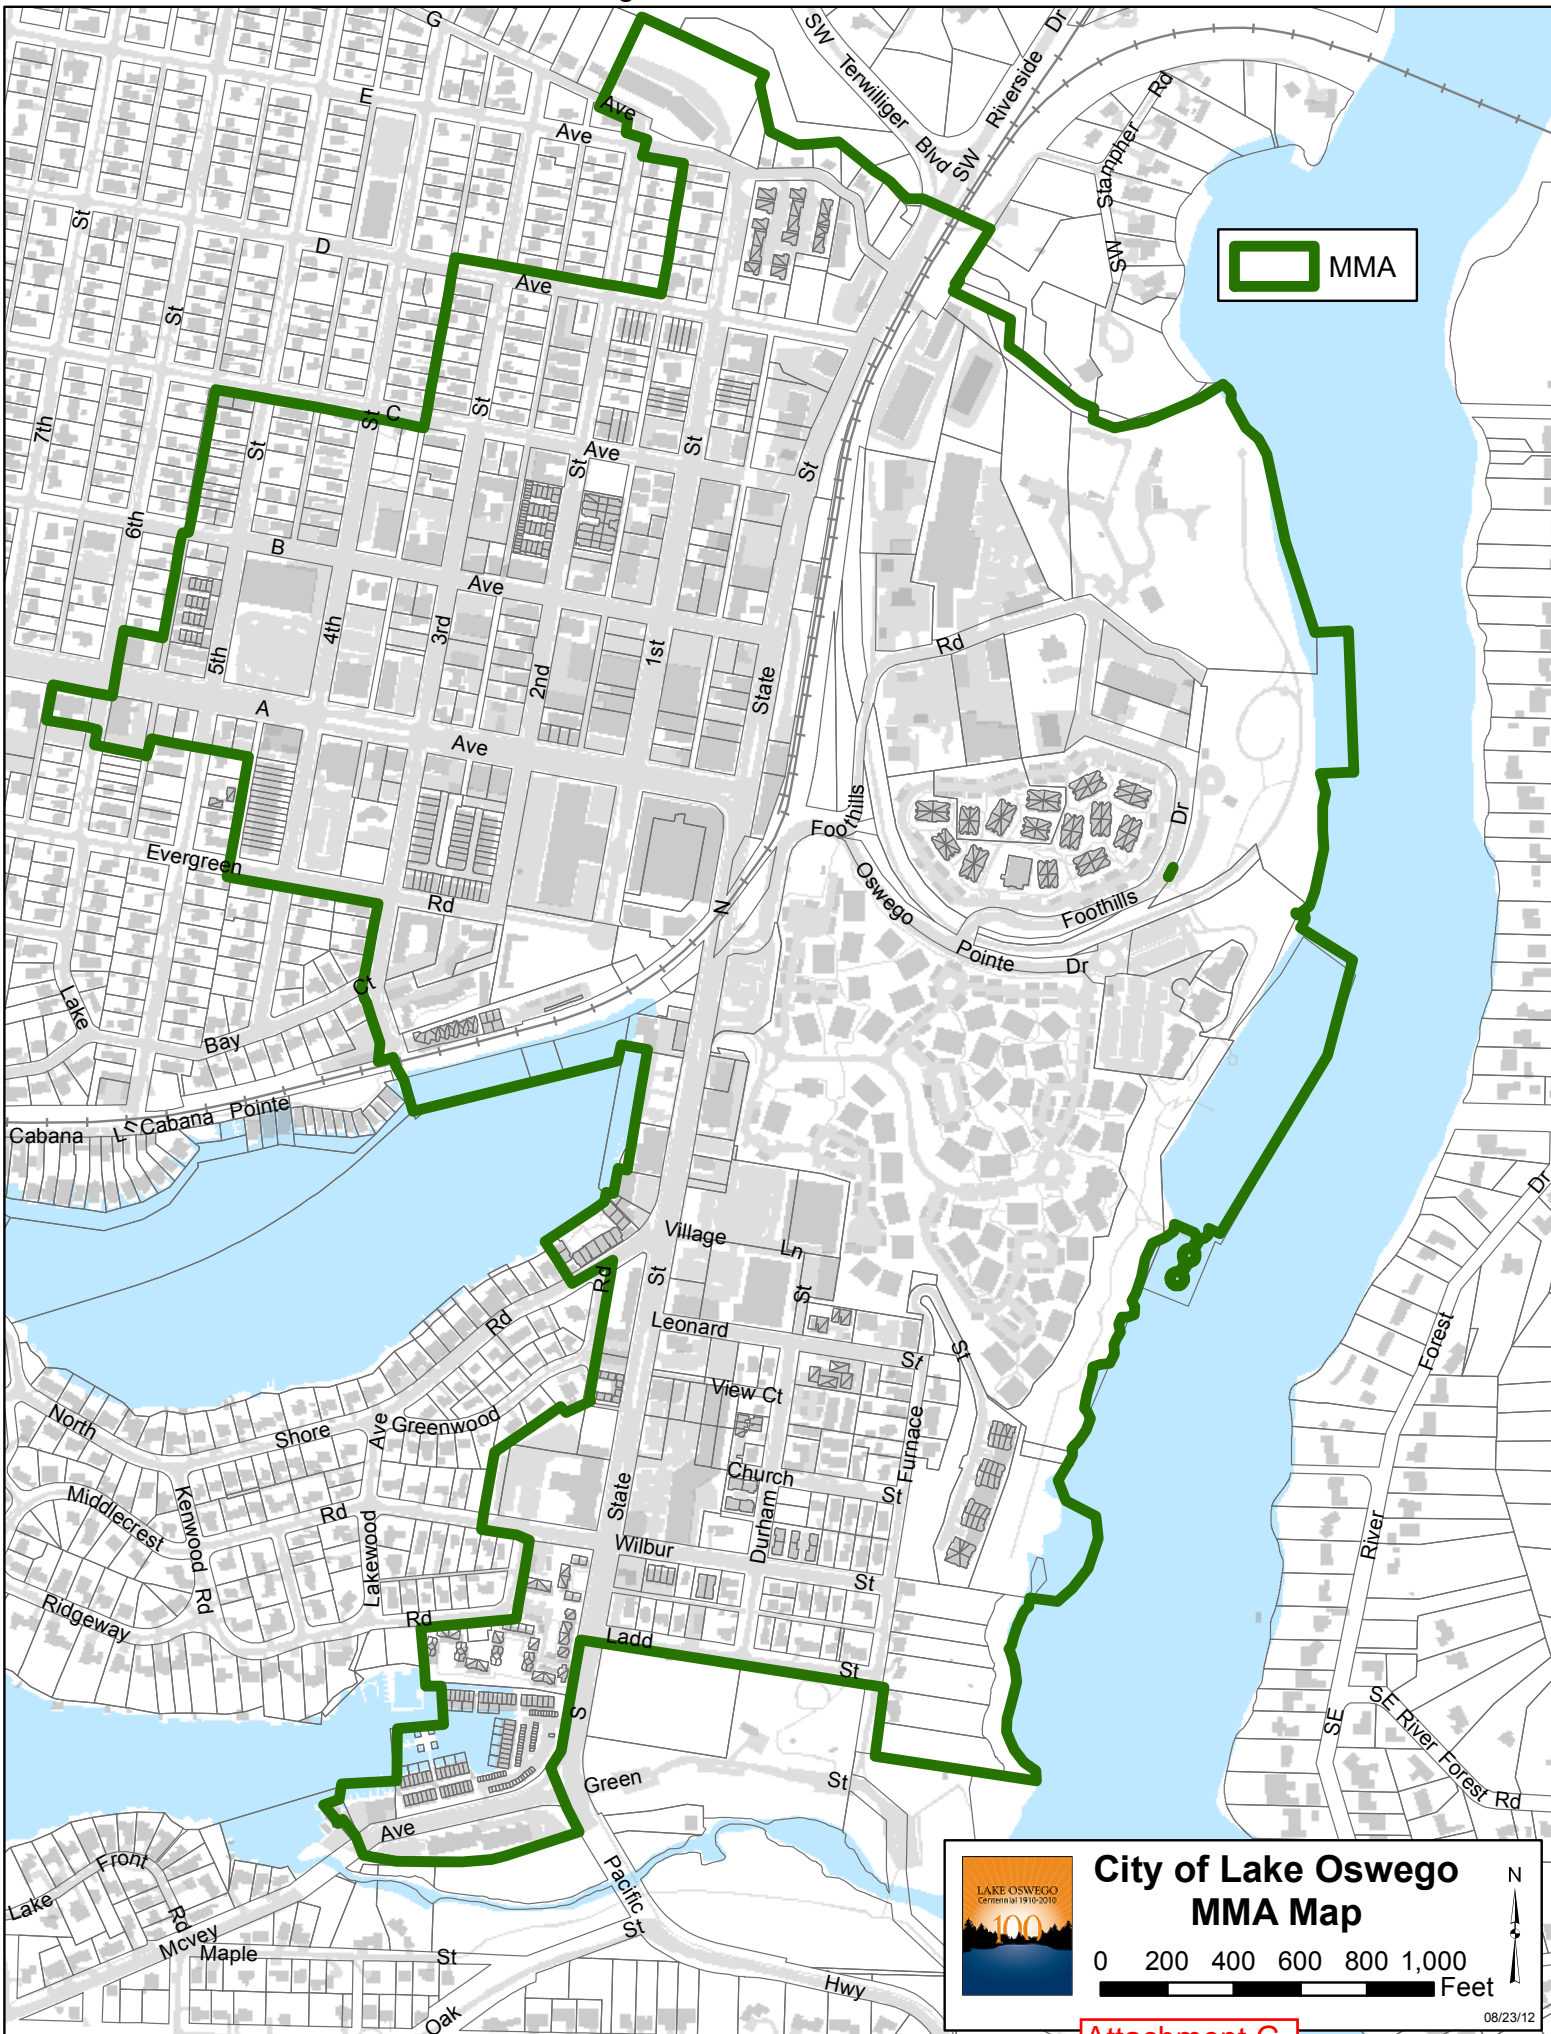 G
Ave
E
Ave
SW Terwilliger Blvd
SW Riverside Dr
Stampher Rd
SW
MMA
St
D
Ave
St
7th
C
St
St
St
Ave
St
St
St
6th
B
Ave
4th
3rd
5th
2nd
1st
State
Rd
A
Ave
Foothills
Dr
Evergreen
Rd
Oswego
Foothills
N
Pointe
Dr
Lake
Ct
Bay
Cabana
Ln
Cabana Pointe
Village
Ln
Rd
St
St
Rd
Leonard
St
St
Dr
Forest
View Ct
North
Shore
Ave
Greenwood
Furnace
Church
St
State
Middlecrest
Kenwood Rd
Rd
Lakewood
Durham
Wilbur
St
River
Ridgeway
Rd
Ladd
St
S
SE
SE River Forest Rd
Green
St
Ave
Front
Lake
Rd
Mcvey
Pacific
St
Maple
St
Hwy
Oak
LAKE OSWEGO
Centennial 1910-2010
100
City of Lake Oswego
MMA Map
N
0 200 400 600 800 1,000
Feet
08/23/12